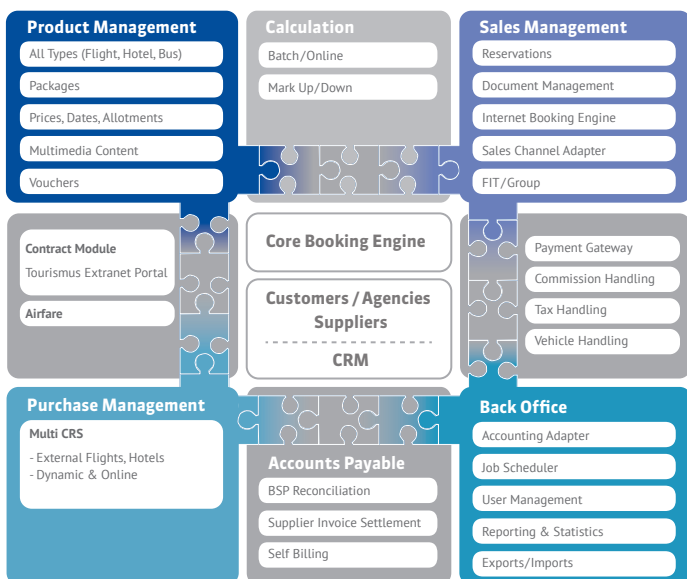 Product Management
All Types (Flight, Hotel, Bus)
Packages
Prices, Dates, Allotments
Multimedia Content
Vouchers
Calculation
Batch/Online
Mark Up/Down
Sales Management
Reservations
Document Management
Internet Booking Engine
Sales Channel Adapter
FIT/Group
Contract Module
Tourismus Extranet Portal
Airfare
Core Booking Engine
Customers / Agencies
Suppliers
CRM
Payment Gateway
Commission Handling
Tax Handling
Vehicle Handling
Purchase Management
Multi CRS
- External Flights, Hotels
- Dynamic & Online
Accounts Payable
BSP Reconciliation
Supplier Invoice Settlement
Self Billing
Back Office
Accounting Adapter
Job Scheduler
User Management
Reporting & Statistics
Exports/Imports